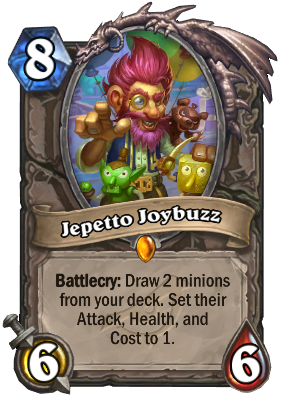 8
Jepetto Joybuzz
Battlecry: Draw 2 minions
from your deck. Set their
Attack, Health, and
Cost to 1.
6
6